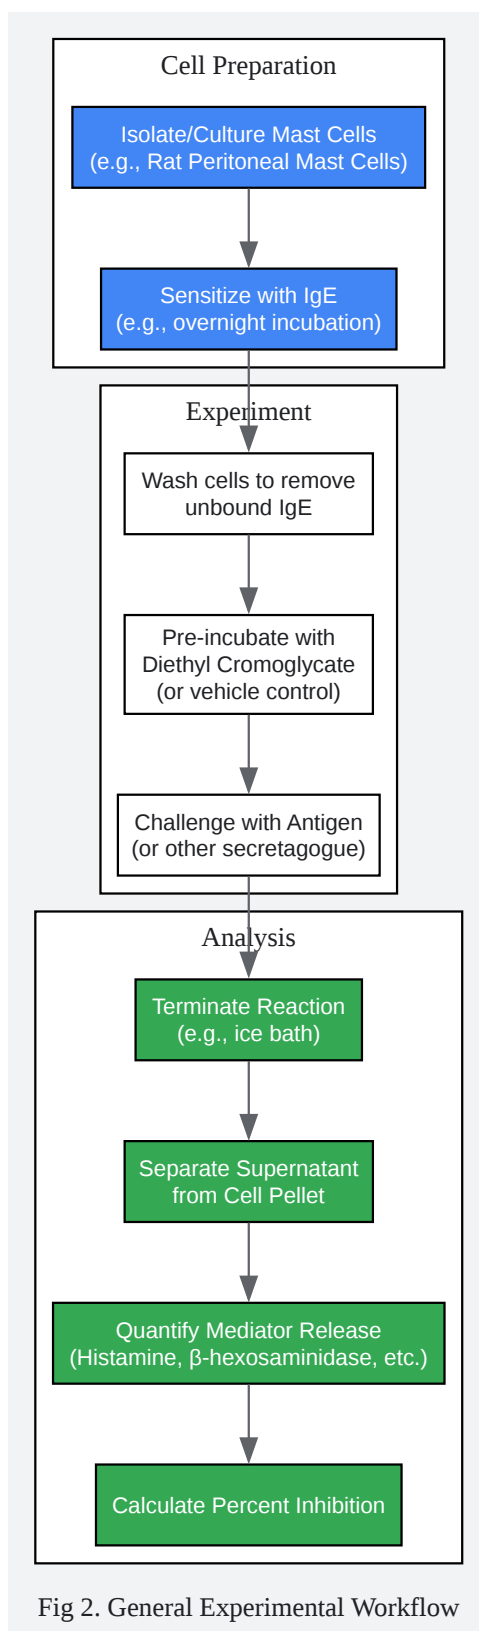 Cell Preparation
Isolate/Culture Mast Cells
(e.g., Rat Peritoneal Mast Cells)
Sensitize with IgE
(e.g., overnight incubation)
Experiment
Wash cells to remove
unbound IgE
Pre-incubate with
Diethyl Cromoglycate
(or vehicle control)
Challenge with Antigen
(or other secretagogue)
Analysis
Terminate Reaction
(e.g., ice bath)
Separate Supernatant
from Cell Pellet
Quantify Mediator Release
(Histamine, β-hexosaminidase, etc.)
Calculate Percent Inhibition
Fig 2. General Experimental Workflow